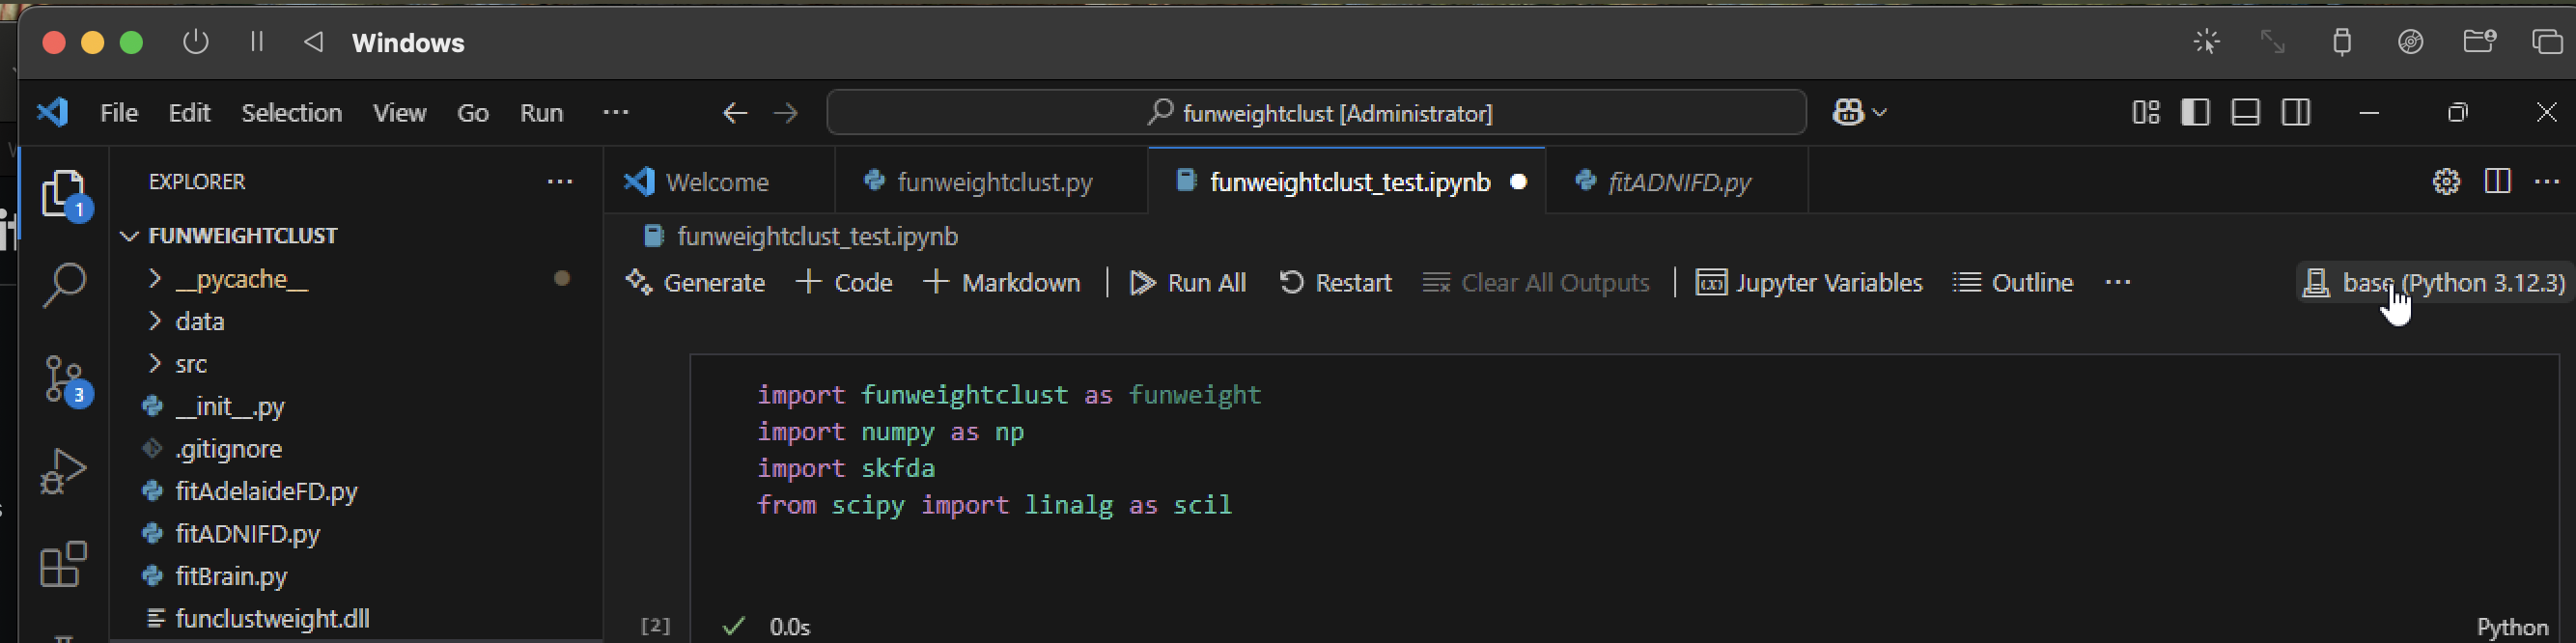 Windows
File Edit Selection View Go Run ··· funweightclust [Administrator]
EXPLORER ···
Welcome funweightclust.py funweightclust_test.ipynb fitADNIFD.py ···
1
FUNWEIGHTCLUST
funweightclust_test.ipynb
__pycache__
Generate + Code + Markdown Run All Restart Clear All Outputs Jupyter Variables Outline ··· base (Python 3.12.3)
data
src
3
__init__.py
.gitignore
fitAdelaideFD.py
fitADNIFD.py
fitBrain.py
funclustweight.dll
import funweightclust as funweight
import numpy as np
import skfda
from scipy import linalg as scil
[2] 0.0s Python